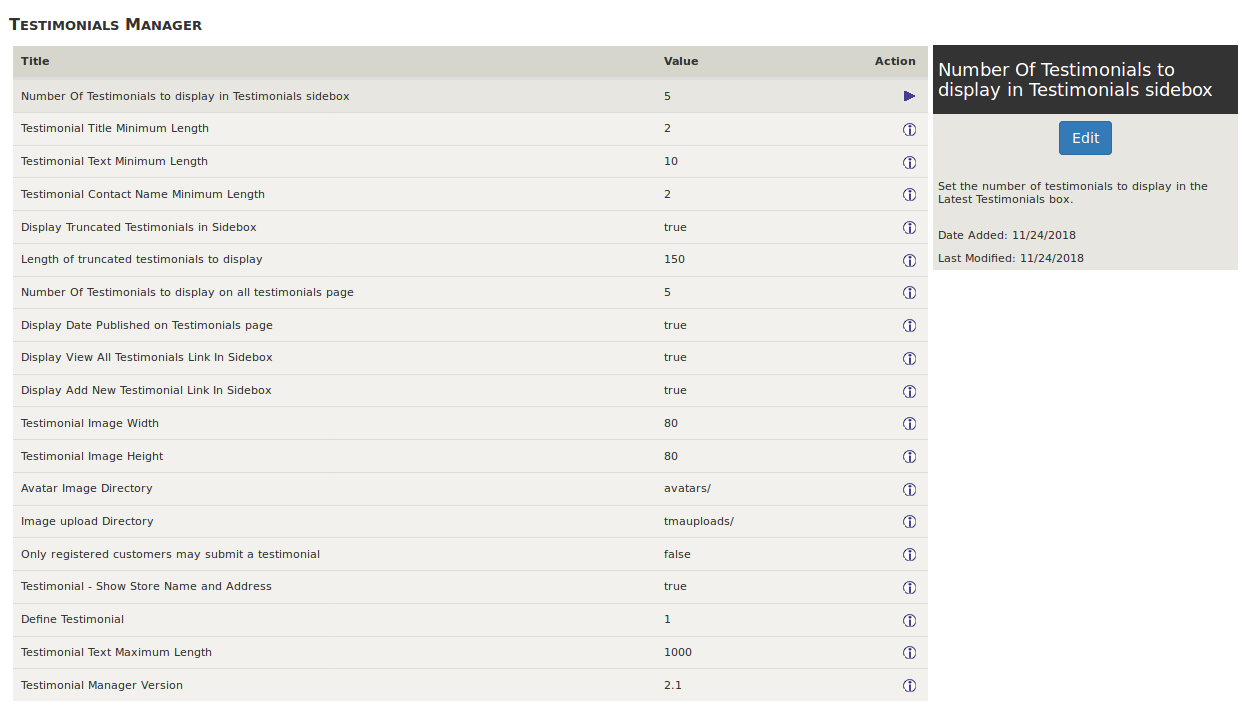 Testimonials Manager
Title Value Action
Number Of Testimonials to display in Testimonials sidebox 5
Testimonial Title Minimum Length 2
Testimonial Text Minimum Length 10
Testimonial Contact Name Minimum Length 2
Display Truncated Testimonials in Sidebox true
Length of truncated testimonials to display 150
Number Of Testimonials to display on all testimonials page 5
Display Date Published on Testimonials page true
Display View All Testimonials Link In Sidebox true
Display Add New Testimonial Link In Sidebox true
Testimonial Image Width 80
Testimonial Image Height 80
Avatar Image Directory avatars/
Image upload Directory tmauploads/
Only registered customers may submit a testimonial false
Testimonial - Show Store Name and Address true
Define Testimonial 1
Testimonial Text Maximum Length 1000
Testimonial Manager Version 2.1
Number Of Testimonials to
display in Testimonials sidebox
Edit
Set the number of testimonials to display in the
Latest Testimonials box.
Date Added: 11/24/2018
Last Modified: 11/24/2018